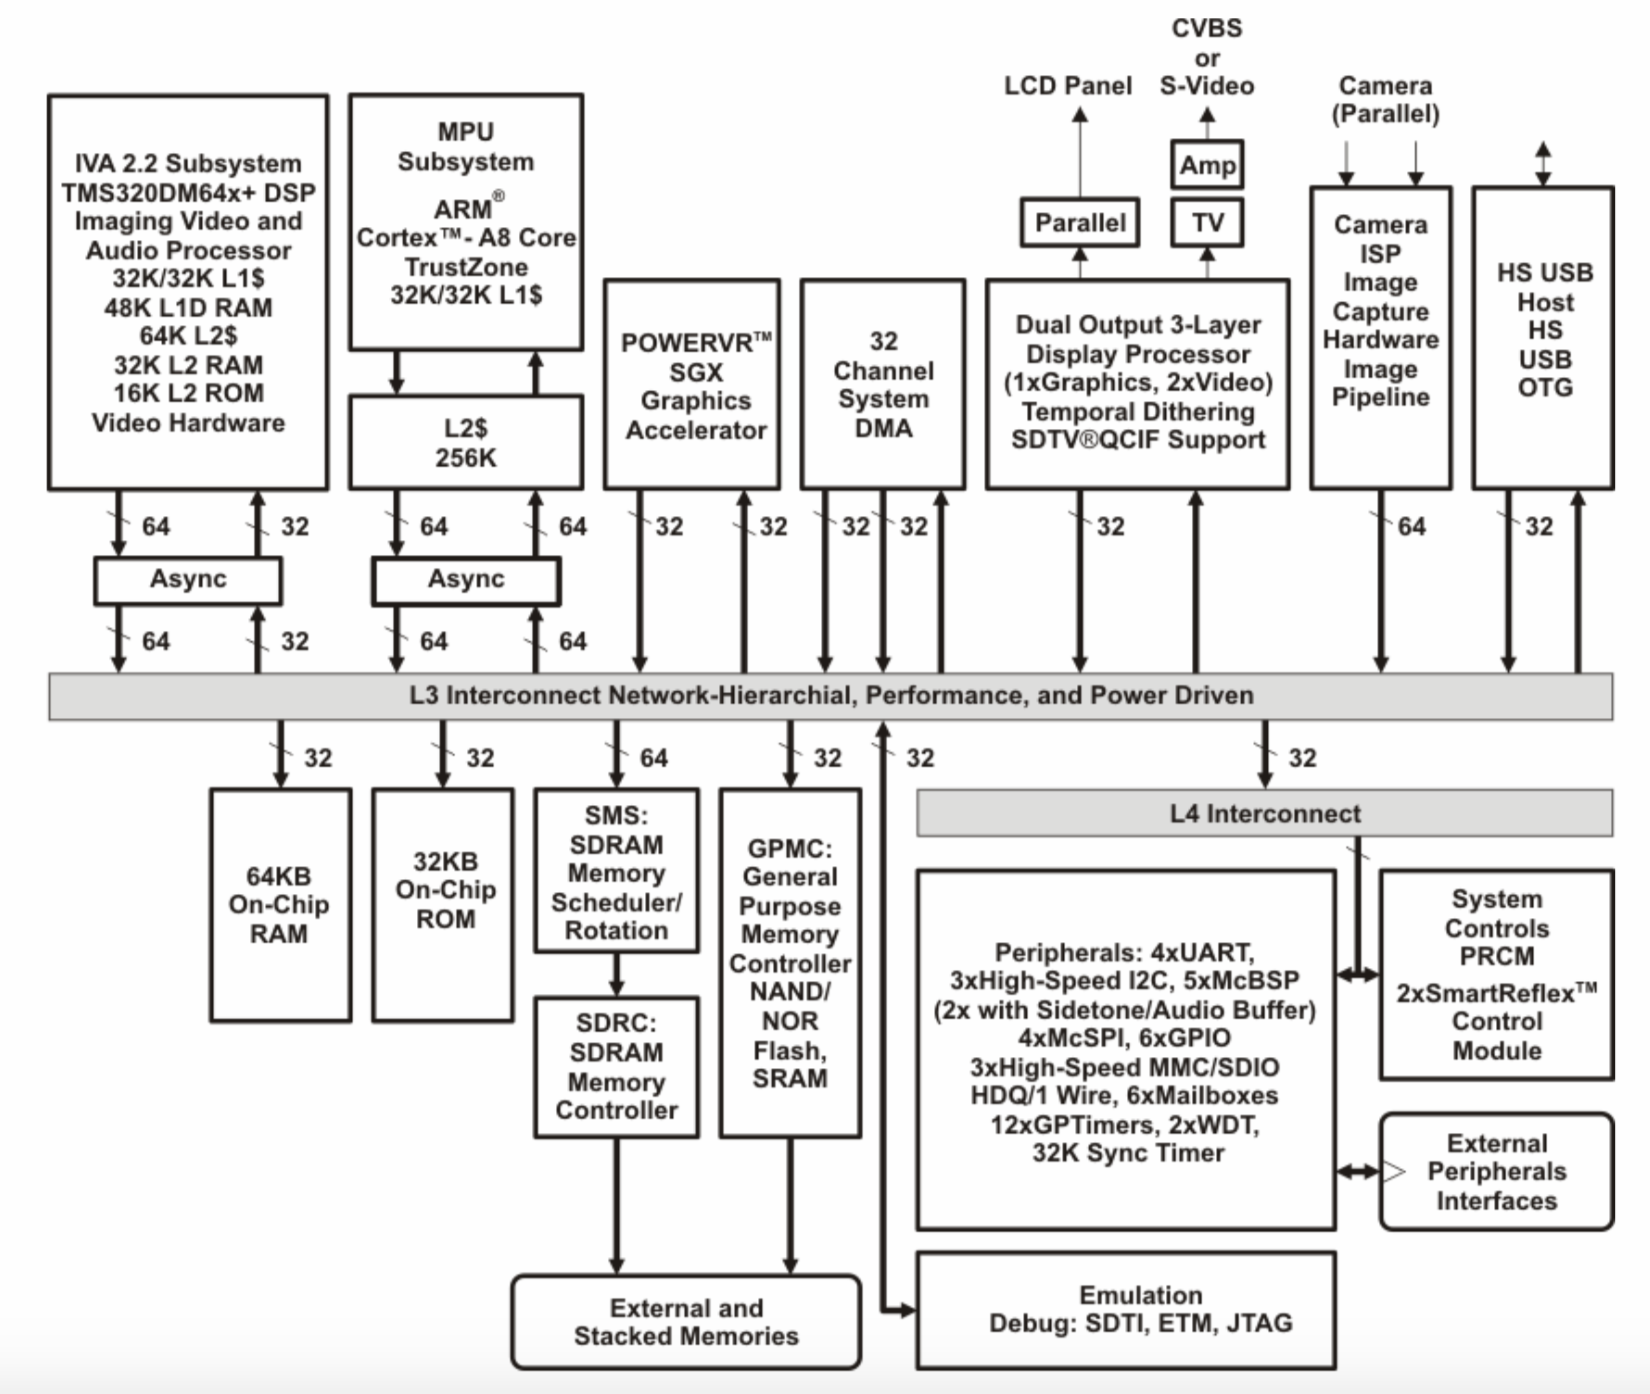 CVBS
or
S-Video
LCD Panel
Camera
(Parallel)
Amp
Parallel
TV
IVA 2.2 Subsystem
TMS320DM64x+ DSP
Imaging Video and
Audio Processor
32K/32K L1$
48K L1D RAM
64K L2$
32K L2 RAM
16K L2 ROM
Video Hardware
MPU
Subsystem
ARM®
Cortex™- A8 Core
TrustZone
32K/32K L1$
L2$
256K
POWERVR™
SGX
Graphics
Accelerator
32
Channel
System
DMA
Dual Output 3-Layer
Display Processor
(1xGraphics, 2xVideo)
Temporal Dithering
SDTV®QCIF Support
Camera
ISP
Image
Capture
Hardware
Image
Pipeline
HS USB
Host
HS
USB
OTG
64
32
64
64
32
32
32
32
32
64
32
Async
Async
64
32
64
64
L3 Interconnect Network-Hierarchial, Performance, and Power Driven
32
32
64
32
32
32
64KB
On-Chip
RAM
32KB
On-Chip
ROM
SMS:
SDRAM
Memory
Scheduler/
Rotation
SDRC:
SDRAM
Memory
Controller
GPMC:
General
Purpose
Memory
Controller
NAND/
NOR
Flash,
SRAM
L4 Interconnect
Peripherals: 4xUART,
3xHigh-Speed I2C, 5xMcBSP
(2x with Sidetone/Audio Buffer)
4xMcSPI, 6xGPIO
3xHigh-Speed MMC/SDIO
HDQ/1 Wire, 6xMailboxes
12xGPTimers, 2xWDT,
32K Sync Timer
System
Controls
PRCM
2xSmartReflex™
Control
Module
External
Peripherals
Interfaces
External and
Stacked Memories
Emulation
Debug: SDTI, ETM, JTAG